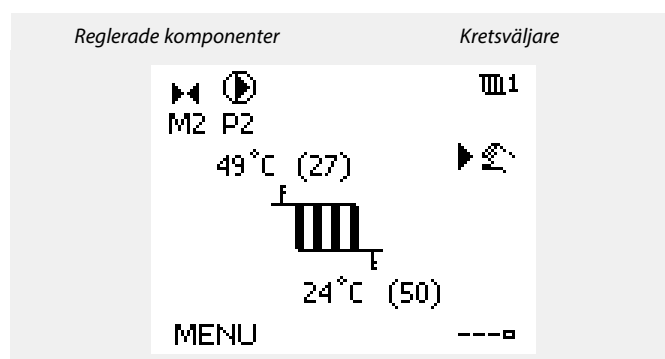 Reglerade komponenter Kretsväljare
1
M2 P2
49°C (27)
24°C (50)
MENU ---